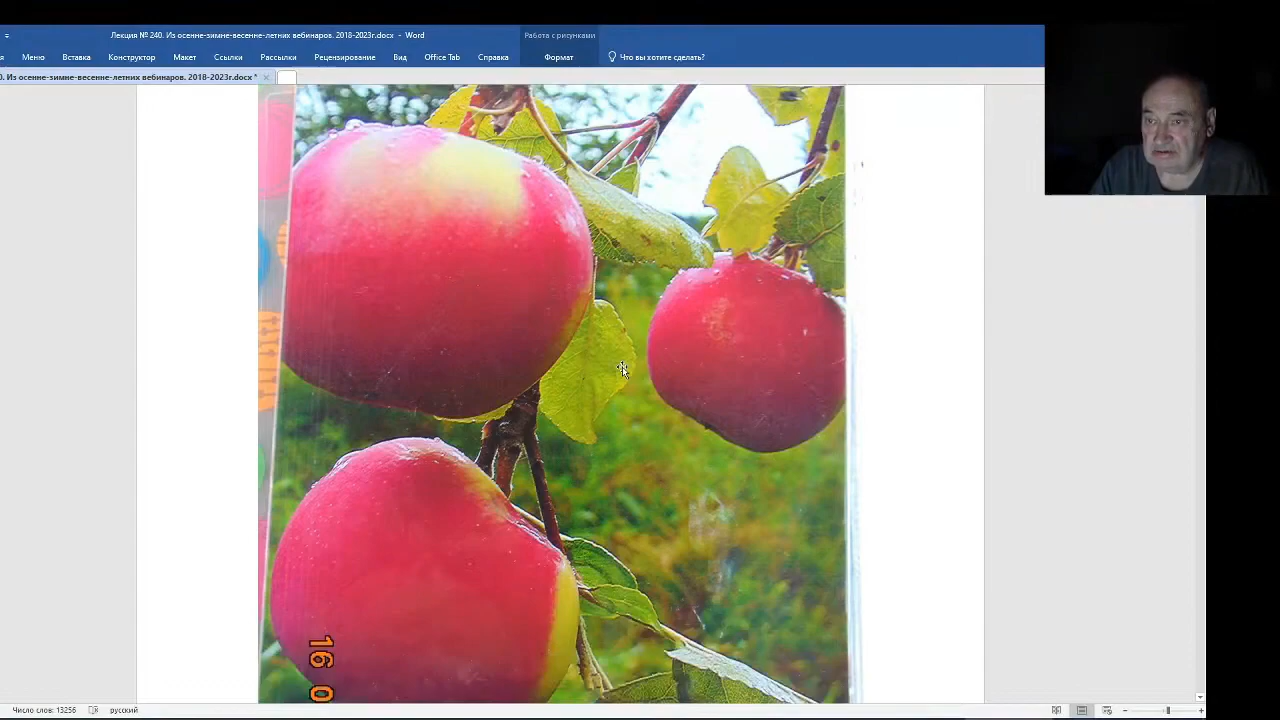 Лекция № 240. Из осенне-зимне-весенне-летних вебинаров. 2018-2023г.docx - Word
Работа с рисунками
Меню Вставка Конструктор Макет Ссылки Рассылки Рецензирование Вид Office Tab Справка Формат Что вы хотите сделать?
0. Из осенне-зимне-весенне-летних вебинаров. 2018-2023г.docx *
16 0
Число слов: 13256 русский